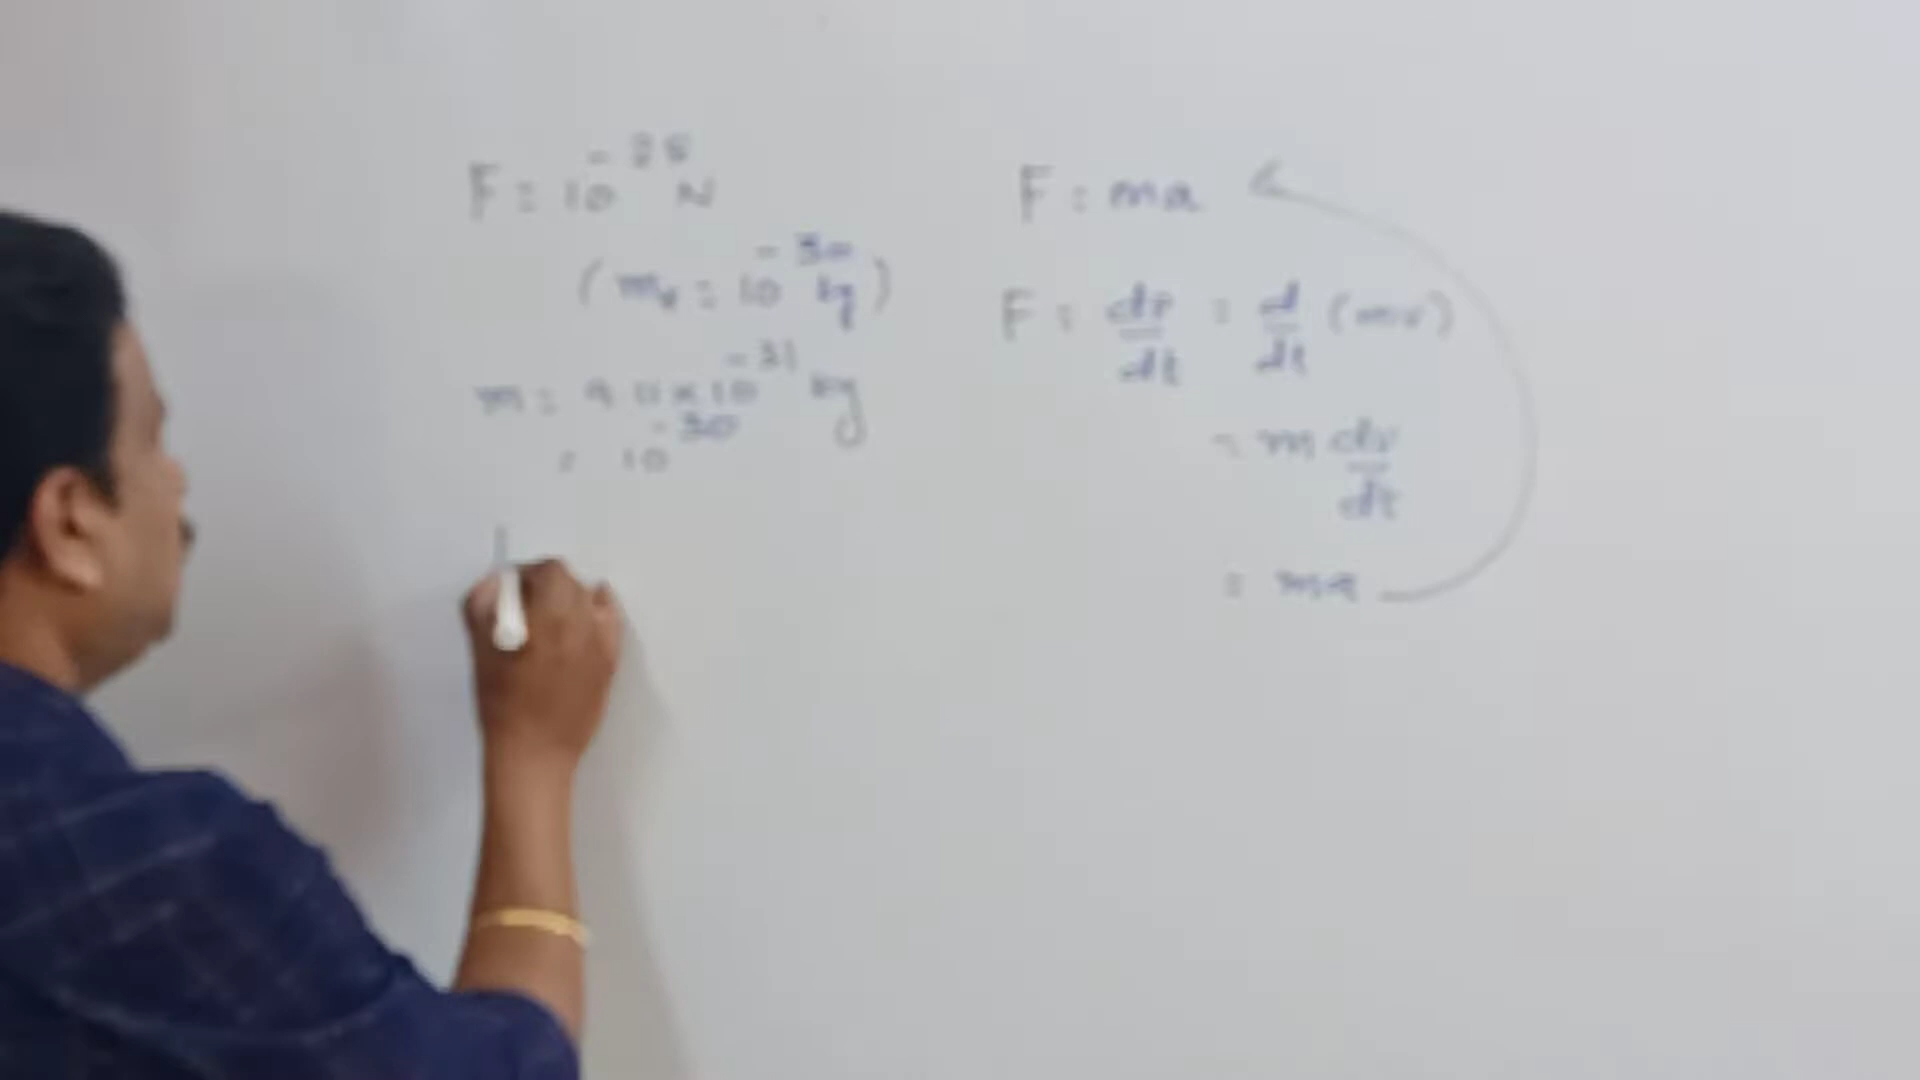 F = 10^-28 N
(m_e = 10^-30 kg)
m = 9.11 × 10^-31 kg
= 10^-30
F = ma
F = dp/dt = d/dt (mv)
= m dv/dt
= ma